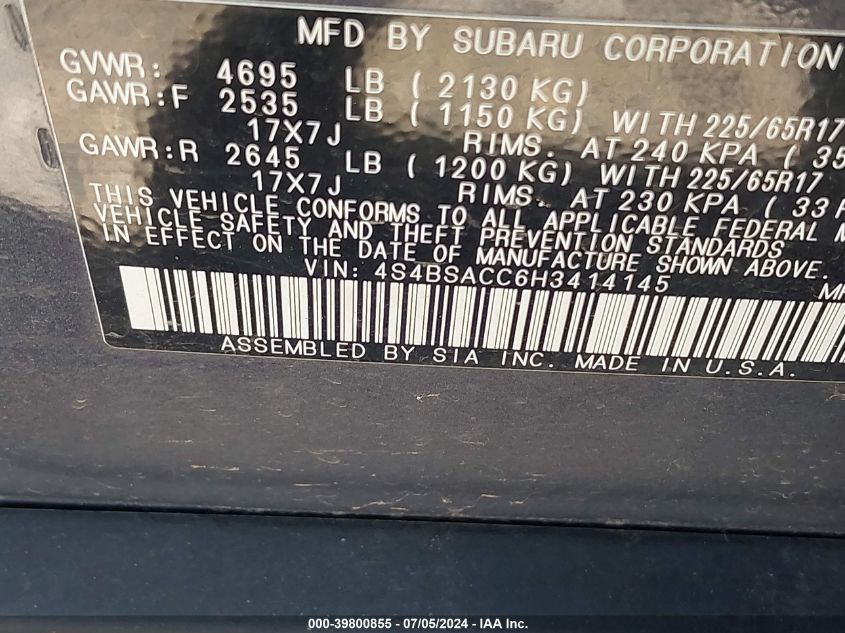 MFD BY SUBARU CORPORATION
GVWR: 4695 LB ( 2130 KG)
GAWR:F 2535 LB ( 1150 KG) WITH 225/65R17
17X7J RIMS. AT 240 KPA ( 35
GAWR:R 2645 LB ( 1200 KG) WITH 225/65R17
17X7J RIMS. AT 230 KPA ( 33 P
THIS VEHICLE CONFORMS TO ALL APPLICABLE FEDERAL M
VEHICLE SAFETY AND THEFT PREVENTION STANDARDS
IN EFFECT ON THE DATE OF MANUFACTURE SHOWN ABOVE.
VIN: 4S4BSACC6H3414145 MP
ASSEMBLED BY SIA INC. MADE IN U.S.A.
000-39800855 - 07/05/2024 - IAA Inc.